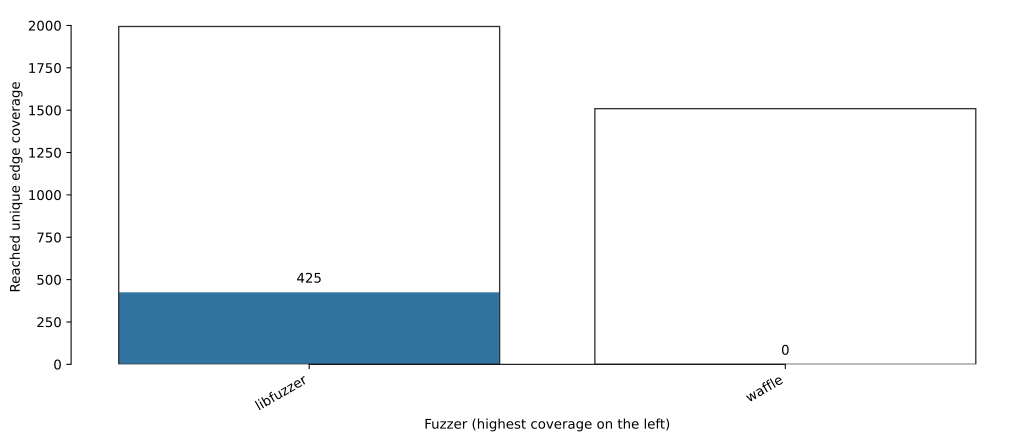 Reached unique edge coverage
2000
1750
1500
1250
1000
750
500
250
0
425
0
libfuzzer
waffle
Fuzzer (highest coverage on the left)